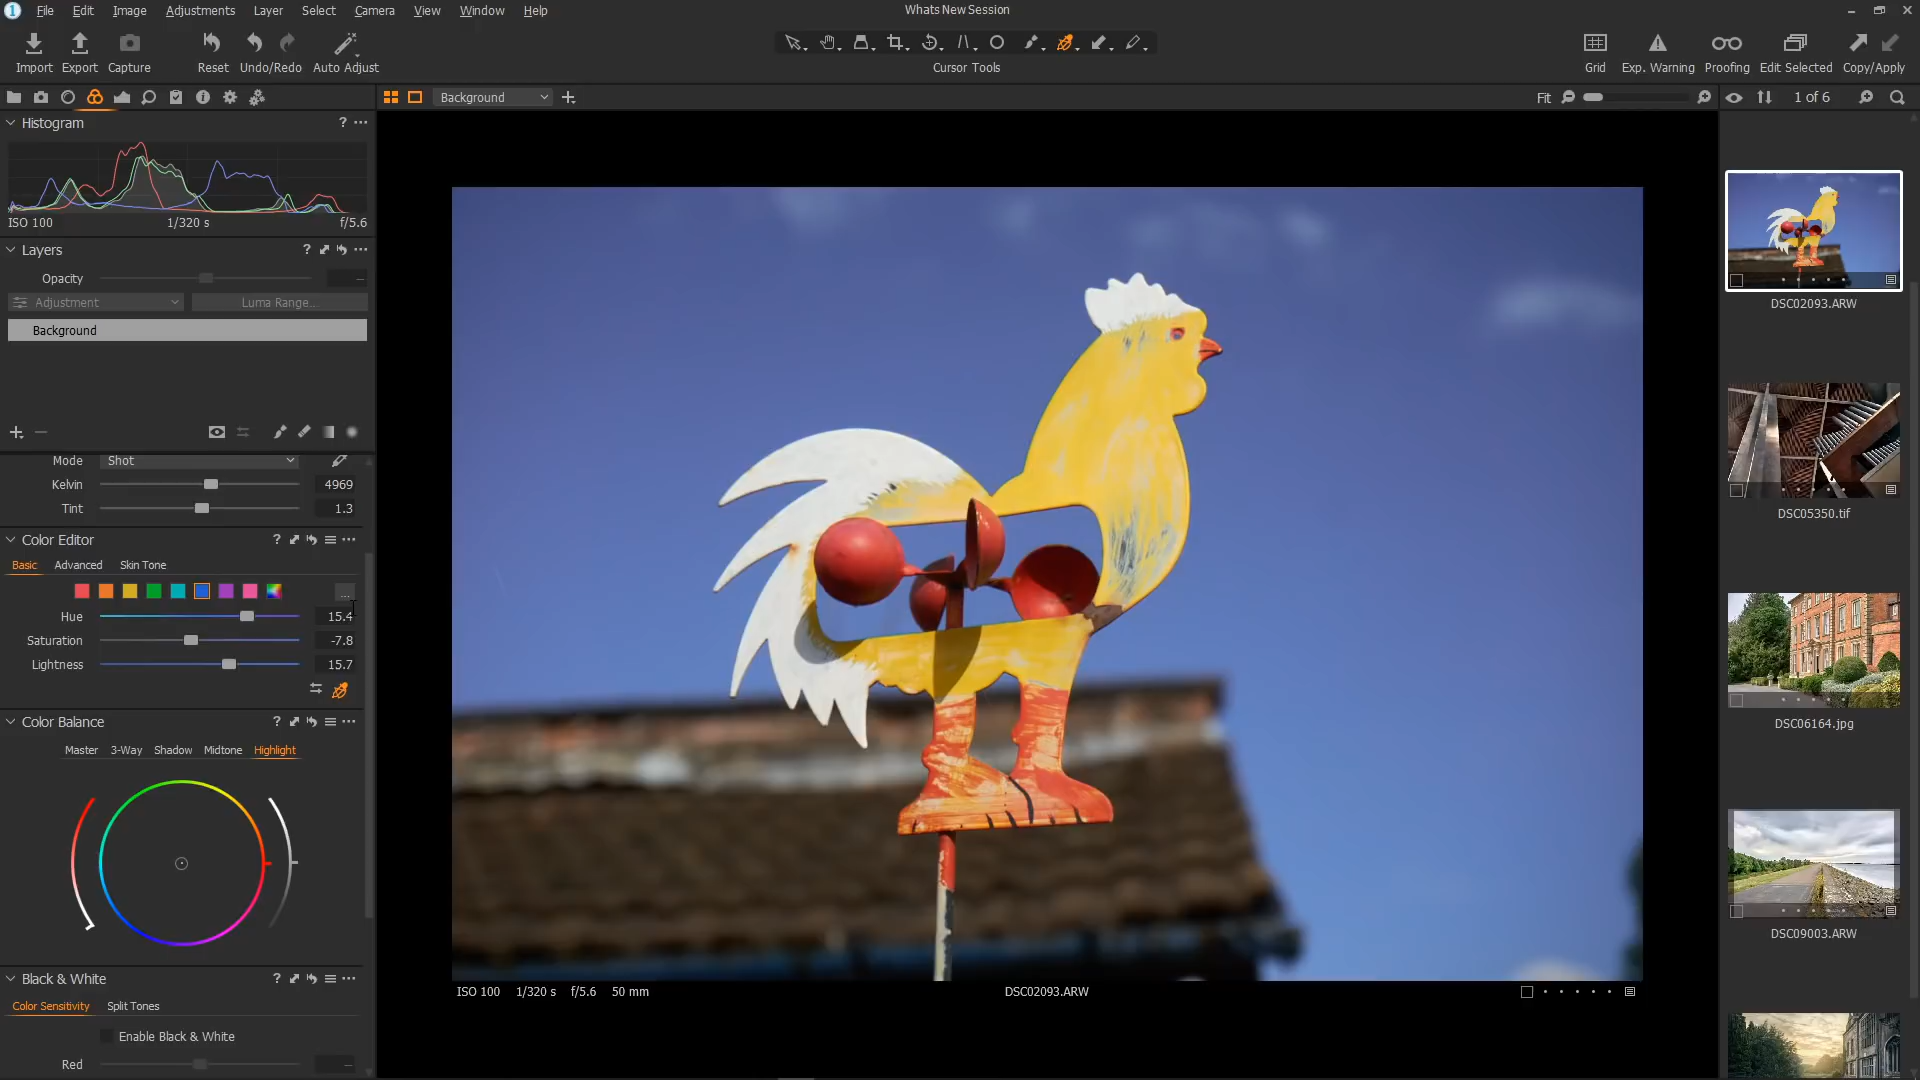 File Edit Image Adjustments Layer Select Camera View Window Help
Whats New Session
Import Export Capture Reset Undo/Redo Auto Adjust
Cursor Tools
Grid Exp. Warning Proofing Edit Selected Copy/Apply
Background
Fit
1 of 6
Histogram
ISO 100 1/320 s f/5.6
Layers
Opacity
Adjustment
Luma Range...
Background
Mode Shot
Kelvin 4969
Tint 1.3
Color Editor
Basic Advanced Skin Tone
Hue 15.4
Saturation -7.8
Lightness 15.7
Color Balance
Master 3-Way Shadow Midtone Highlight
Black & White
Color Sensitivity Split Tones
Enable Black & White
Red
ISO 100 1/320 s f/5.6 50 mm
DSC02093.ARW
DSC02093.ARW
DSC05350.tif
DSC06164.jpg
DSC09003.ARW